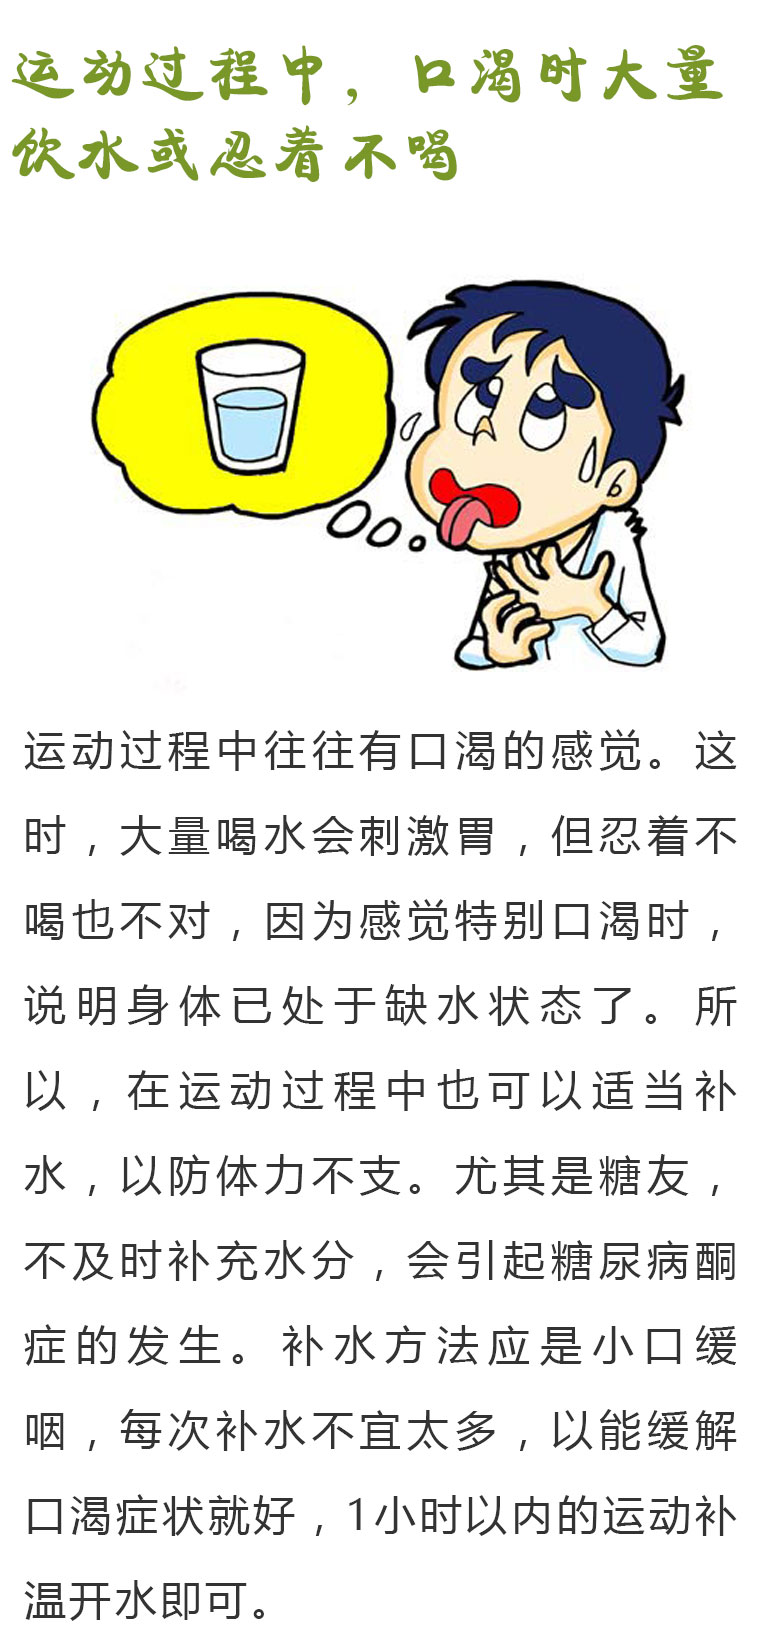 运动过程中，口渴时大量
饮水或忍着不喝
运动过程中往往有口渴的感觉。这
时，大量喝水会刺激胃，但忍着不
喝也不对，因为感觉特别口渴时，
说明身体已处于缺水状态了。所
以，在运动过程中也可以适当补
水，以防体力不支。尤其是糖友，
不及时补充水分，会引起糖尿病酮
症的发生。补水方法应是小口缓
咽，每次补水不宜太多，以能缓解
口渴症状就好，1小时以内的运动补
温开水即可。